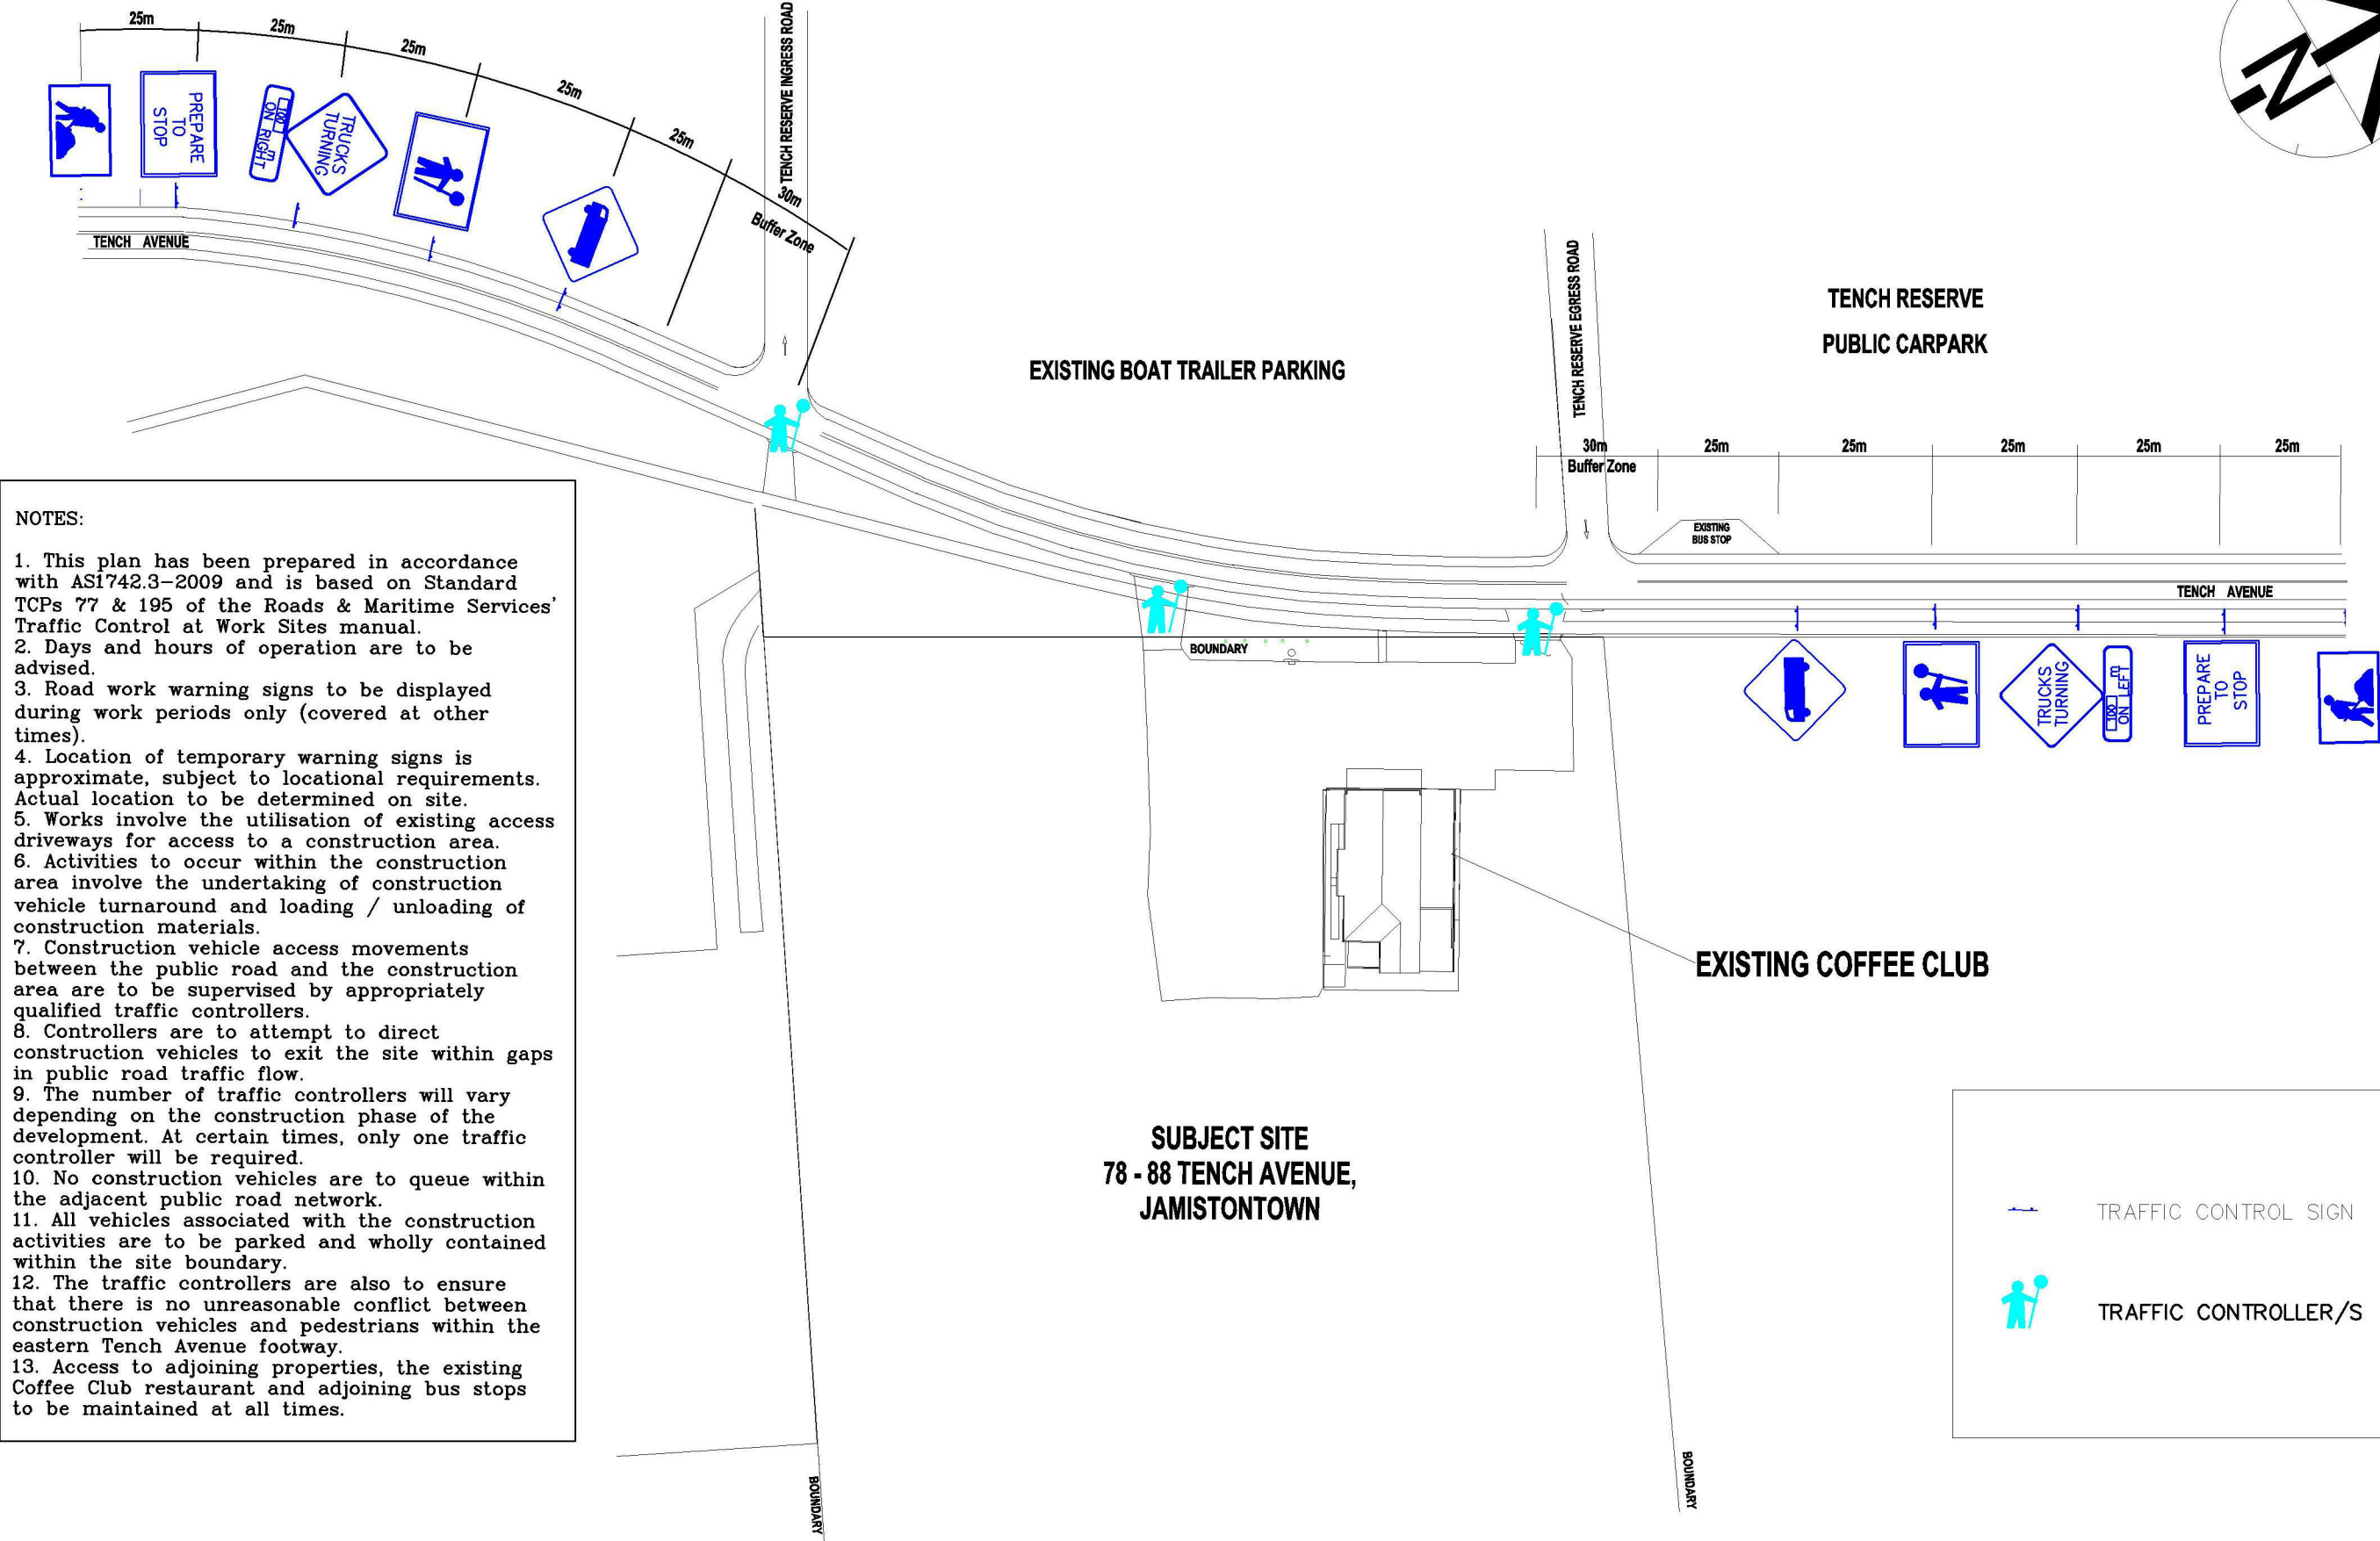 25m
25m
25m
25m
25m
30m
Buffer Zone
TENCH RESERVE INGRESS ROAD
N
PREPARE
TO
STOP
100 m
ON RIGHT
TRUCKS
TURNING
TENCH AVENUE
EXISTING BOAT TRAILER PARKING
TENCH RESERVE EGRESS ROAD
TENCH RESERVE
PUBLIC CARPARK
30m
Buffer Zone
25m
25m
25m
25m
25m
EXISTING
BUS STOP
TENCH AVENUE
BOUNDARY
TRUCKS
TURNING
100 m
ON LEFT
PREPARE
TO
STOP
NOTES:
1. This plan has been prepared in accordance
with AS1742.3-2009 and is based on Standard
TCPs 77 & 195 of the Roads & Maritime Services'
Traffic Control at Work Sites manual.
2. Days and hours of operation are to be
advised.
3. Road work warning signs to be displayed
during work periods only (covered at other
times).
4. Location of temporary warning signs is
approximate, subject to locational requirements.
Actual location to be determined on site.
5. Works involve the utilisation of existing access
driveways for access to a construction area.
6. Activities to occur within the construction
area involve the undertaking of construction
vehicle turnaround and loading / unloading of
construction materials.
7. Construction vehicle access movements
between the public road and the construction
area are to be supervised by appropriately
qualified traffic controllers.
8. Controllers are to attempt to direct
construction vehicles to exit the site within gaps
in public road traffic flow.
9. The number of traffic controllers will vary
depending on the construction phase of the
development. At certain times, only one traffic
controller will be required.
10. No construction vehicles are to queue within
the adjacent public road network.
11. All vehicles associated with the construction
activities are to be parked and wholly contained
within the site boundary.
12. The traffic controllers are also to ensure
that there is no unreasonable conflict between
construction vehicles and pedestrians within the
eastern Tench Avenue footway.
13. Access to adjoining properties, the existing
Coffee Club restaurant and adjoining bus stops
to be maintained at all times.
EXISTING COFFEE CLUB
SUBJECT SITE
78 - 88 TENCH AVENUE,
JAMISTONTOWN
TRAFFIC CONTROL SIGN
TRAFFIC CONTROLLER/S
BOUNDARY
BOUNDARY